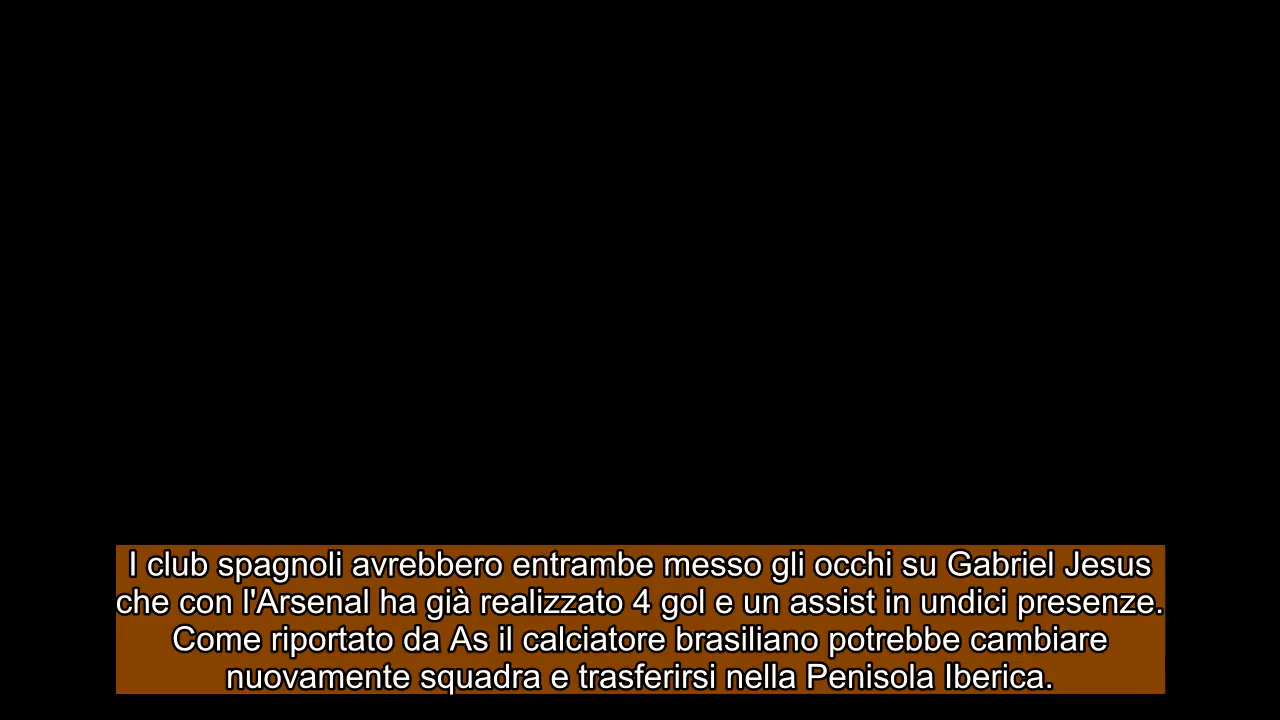 I club spagnoli avrebbero entrambe messo gli occhi su Gabriel Jesus
che con l'Arsenal ha già realizzato 4 gol e un assist in undici presenze.
Come riportato da As il calciatore brasiliano potrebbe cambiare
nuovamente squadra e trasferirsi nella Penisola Iberica.